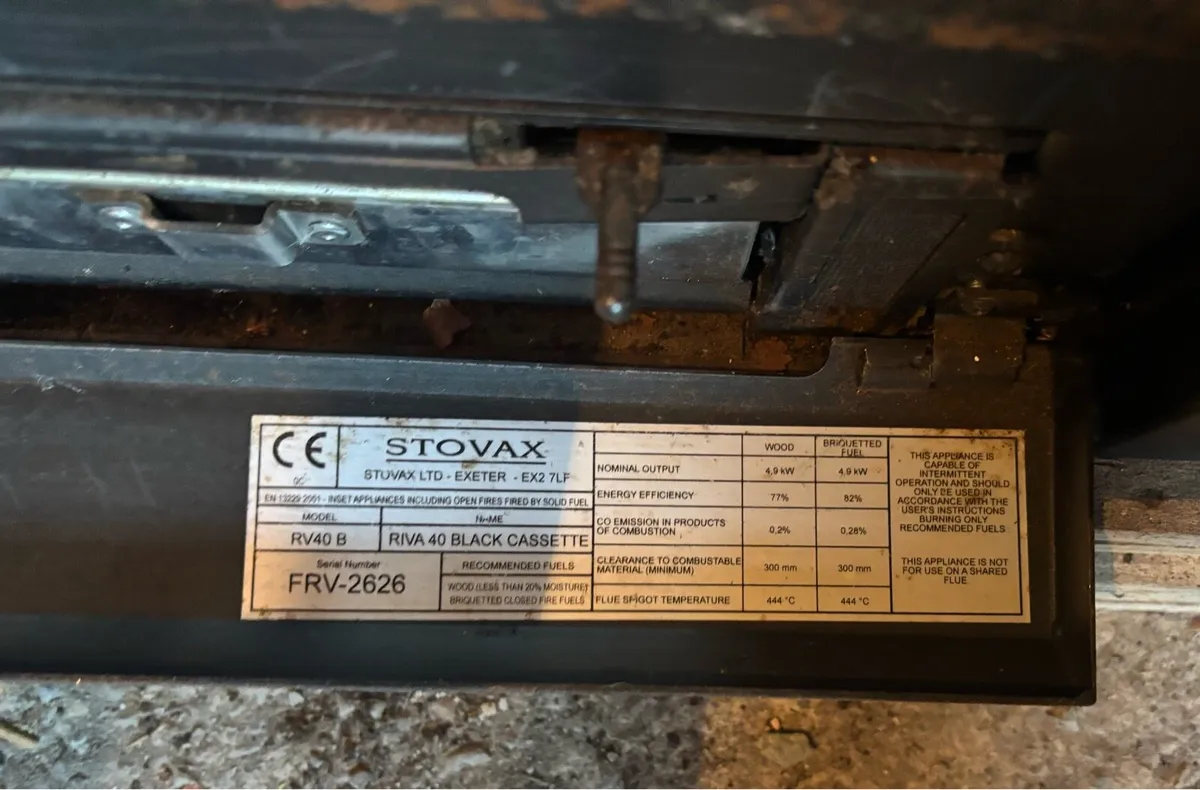 CE
STOVAX
STOVAX LTD - EXETER - EX2 7LF
EN 13229:2001 - INSET APPLIANCES INCLUDING OPEN FIRES FIRED BY SOLID FUEL
MODEL NAME
RV40 B RIVA 40 BLACK CASSETTE
Serial Number
FRV-2626
RECOMMENDED FUELS
WOOD (LESS THAN 20% MOISTURE)
BRIQUETTED CLOSED FIRE FUELS
WOOD BRIQUETTED
FUEL
NOMINAL OUTPUT 4,9 kW 4,9 kW
ENERGY EFFICIENCY 77% 82%
CO EMISSION IN PRODUCTS
OF COMBUSTION 0,2% 0,28%
CLEARANCE TO COMBUSTABLE
MATERIAL (MINIMUM) 300 mm 300 mm
FLUE SPIGOT TEMPERATURE 444 °C 444 °C
THIS APPLIANCE IS
CAPABLE OF
INTERMITTENT
OPERATION AND SHOULD
ONLY BE USED IN
ACCORDANCE WITH THE
USER'S INSTRUCTIONS
BURNING ONLY
RECOMMENDED FUELS
THIS APPLIANCE IS NOT
FOR USE ON A SHARED
FLUE